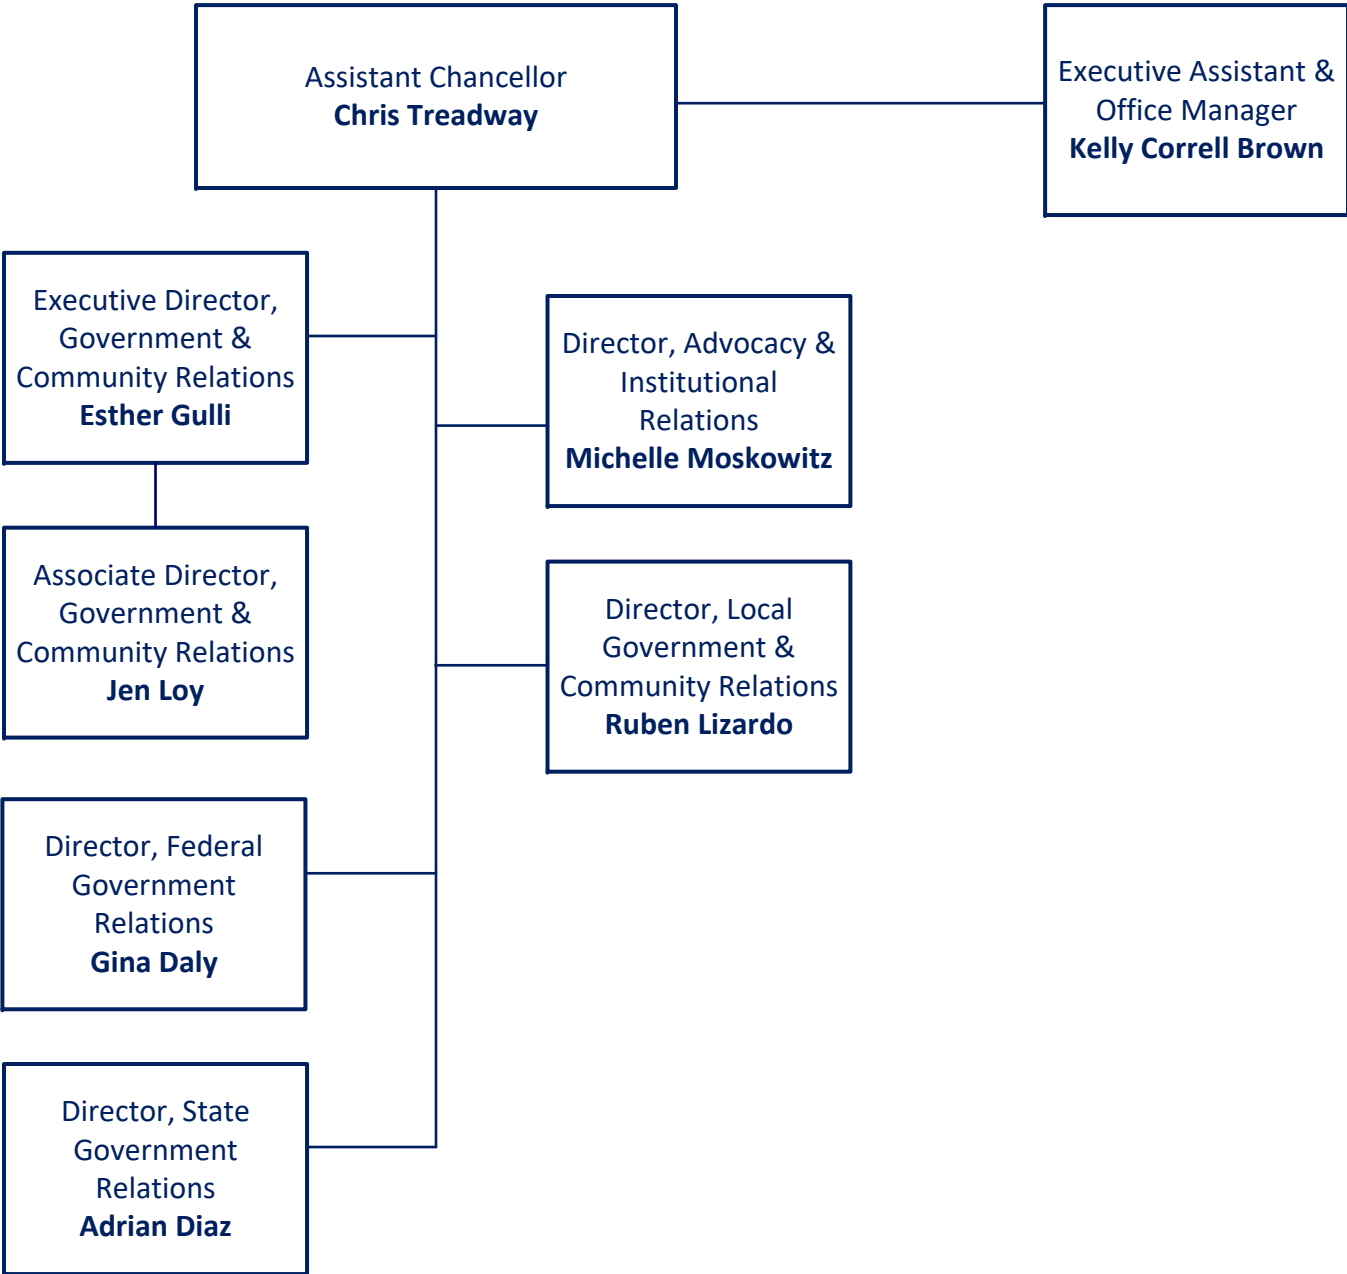 Assistant Chancellor
Chris Treadway
Executive Assistant &
Office Manager
Kelly Correll Brown
Executive Director,
Government &
Community Relations
Esther Gulli
Director, Advocacy &
Institutional
Relations
Michelle Moskowitz
Associate Director,
Government &
Community Relations
Jen Loy
Director, Local
Government &
Community Relations
Ruben Lizardo
Director, Federal
Government
Relations
Gina Daly
Director, State
Government
Relations
Adrian Diaz